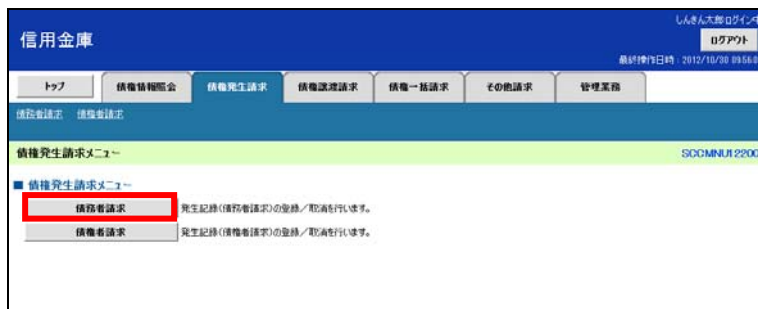 しんきん太郎ログイン中
信用金庫
ログアウト
最終操作日時：2012/10/30 09:56:0
トップ 債権情報照会 債権発生請求 債権譲渡請求 債権一括請求 その他請求 管理業務
債務者請求 債権者請求
債権発生請求メニュー SCCMNU12200
■ 債権発生請求メニュー
債務者請求 発生記録（債務者請求）の登録／取消を行います。
債権者請求 発生記録（債権者請求）の登録／取消を行います。